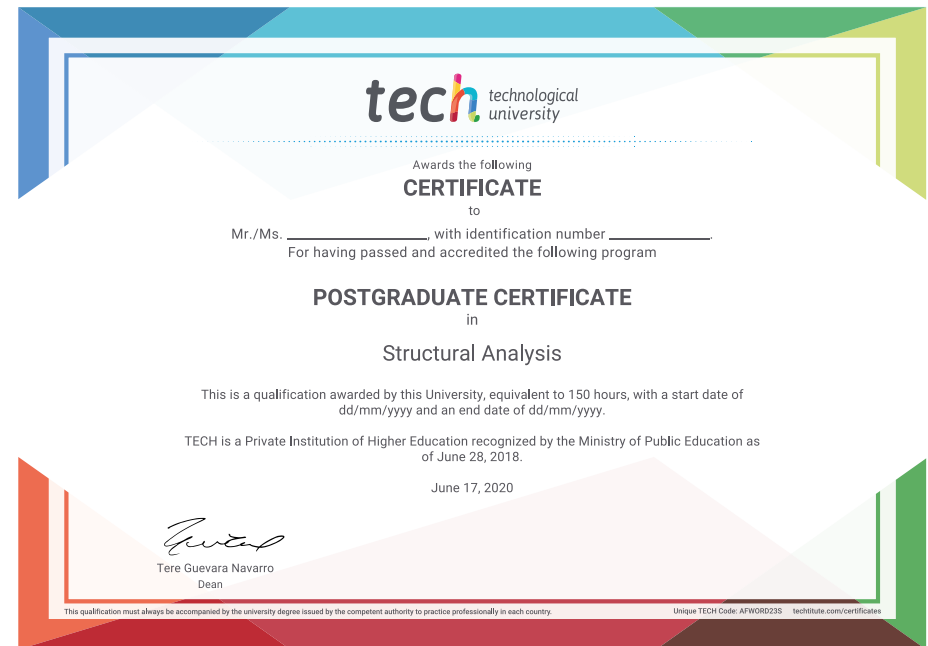 tech technological
university
Awards the following
CERTIFICATE
to
Mr./Ms. ____________________, with identification number ______________.
For having passed and accredited the following program
POSTGRADUATE CERTIFICATE
in
Structural Analysis
This is a qualification awarded by this University, equivalent to 150 hours, with a start date of
dd/mm/yyyy and an end date of dd/mm/yyyy.
TECH is a Private Institution of Higher Education recognized by the Ministry of Public Education as
of June 28, 2018.
June 17, 2020
Tere Guevara Navarro
Dean
This qualification must always be accompanied by the university degree issued by the competent authority to practice professionally in each country.
Unique TECH Code: AFWORD23S techtitute.com/certificates